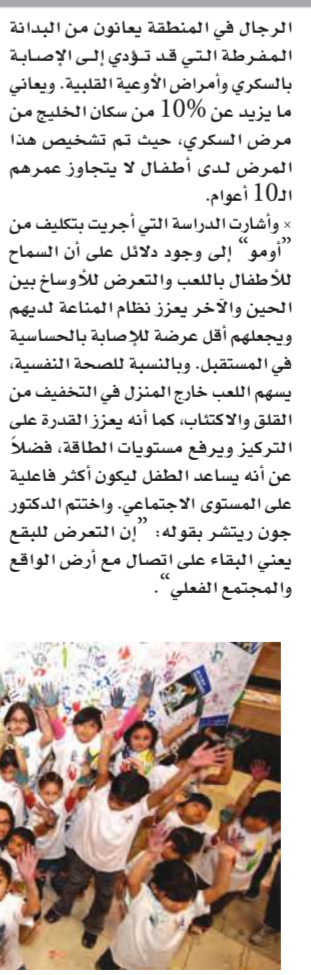 الرجال في المنطقة يعانون من البدانة
المفرطة التي قد تؤدي إلى الإصابة
بالسكري وأمراض الأوعية القلبية. ويعاني
ما يزيد عن 10% من سكان الخليج من
مرض السكري، حيث تم تشخيص هذا
المرض لدى أطفال لا يتجاوز عمرهم
الـ10 أعوام.
× وأشارت الدراسة التي أجريت بتكليف من
”أومو“ إلى وجود دلائل على أن السماح
للأطفال باللعب والتعرض للأوساخ بين
الحين والآخر يعزز نظام المناعة لديهم
ويجعلهم أقل عرضة للإصابة بالحساسية
في المستقبل. وبالنسبة للصحة النفسية،
يسهم اللعب خارج المنزل في التخفيف من
القلق والاكتئاب، كما أنه يعزز القدرة على
التركيز ويرفع مستويات الطاقة، فضلاً
عن أنه يساعد الطفل ليكون أكثر فاعلية
على المستوى الاجتماعي. واختتم الدكتور
جون ريتشر بقوله: ”إن التعرض للبقع
يعني البقاء على اتصال مع أرض الواقع
والمجتمع الفعلي“.